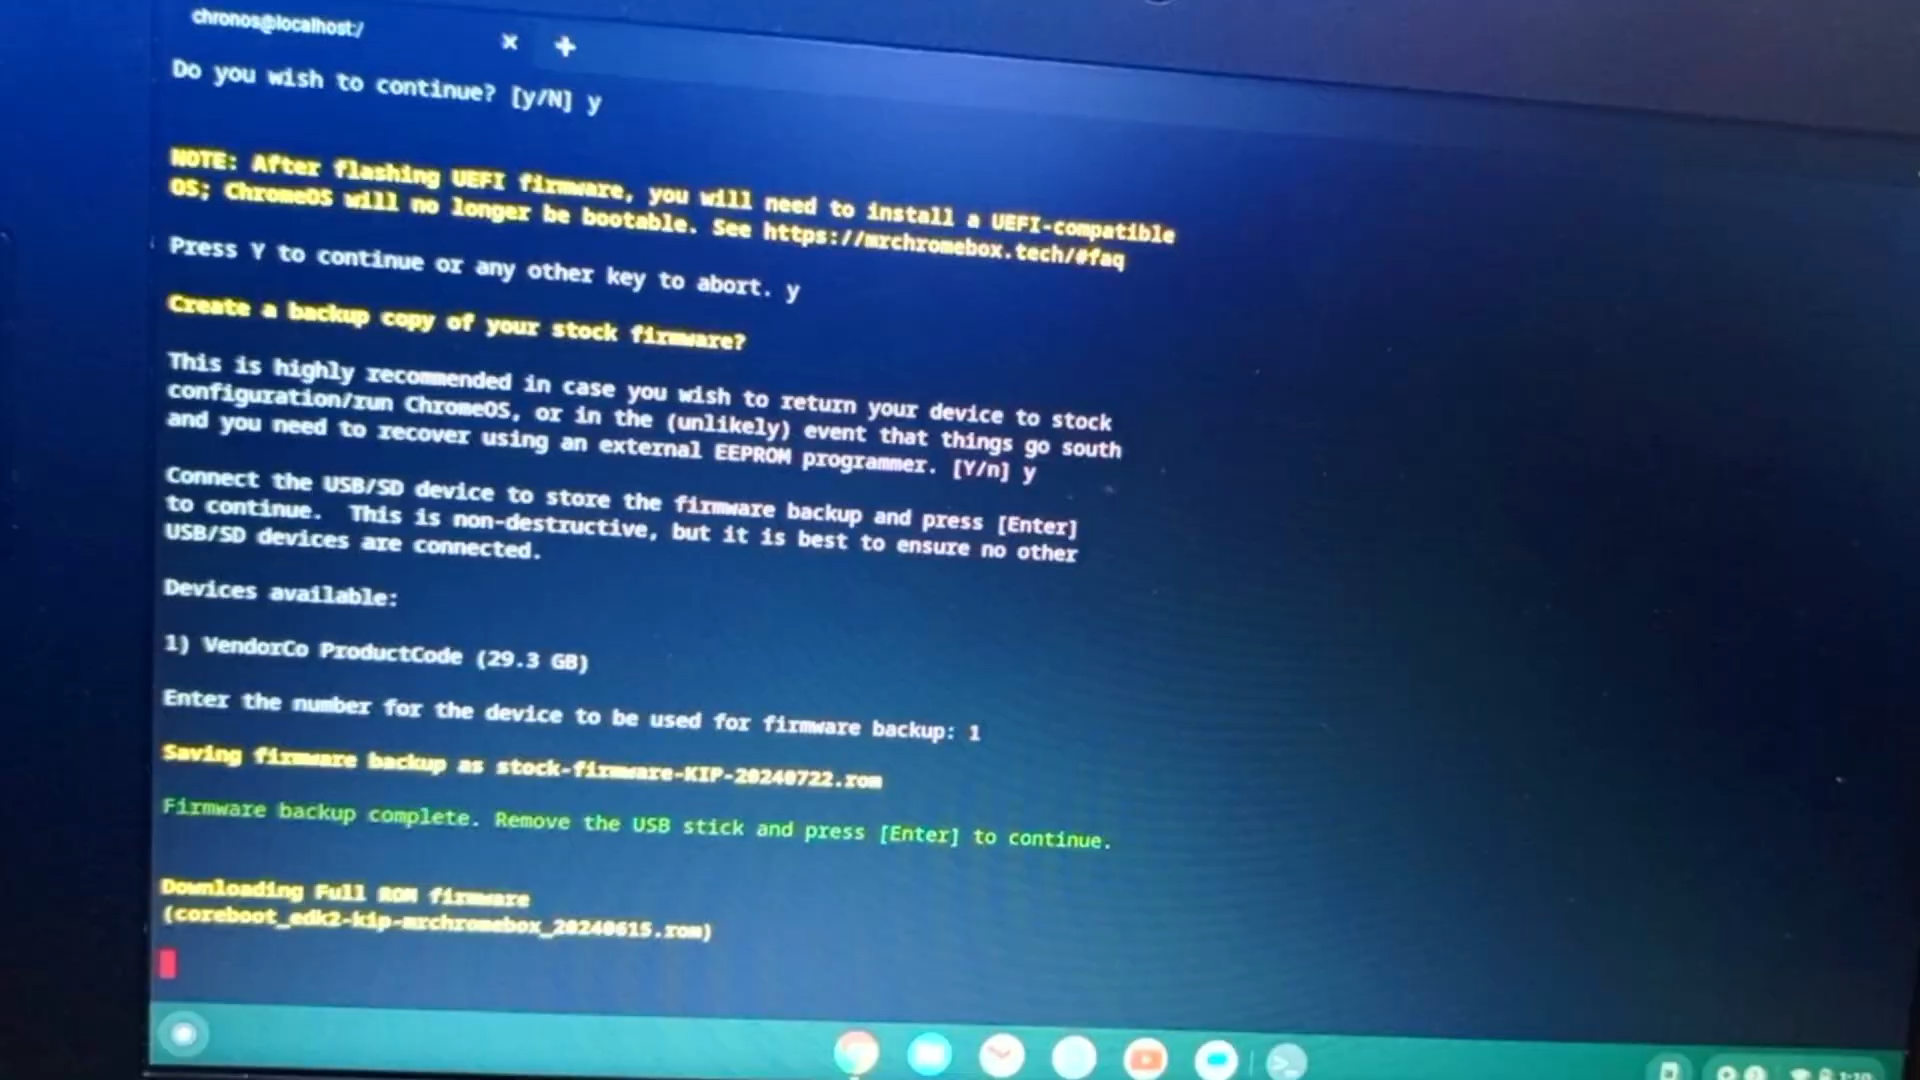 chronos@localhost:/
Do you wish to continue? [y/N] y
NOTE: After flashing UEFI firmware, you will need to install a UEFI-compatible
OS; ChromeOS will no longer be bootable. See https://mrchromebox.tech/#faq
Press Y to continue or any other key to abort. y
Create a backup copy of your stock firmware?
This is highly recommended in case you wish to return your device to stock
configuration/run ChromeOS, or in the (unlikely) event that things go south
and you need to recover using an external EEPROM programmer. [Y/n] y
Connect the USB/SD device to store the firmware backup and press [Enter]
to continue.  This is non-destructive, but it is best to ensure no other
USB/SD devices are connected.
Devices available:
1) VendorCo ProductCode (29.3 GB)
Enter the number for the device to be used for firmware backup: 1
Saving firmware backup as stock-firmware-KIP-20240722.rom
Firmware backup complete. Remove the USB stick and press [Enter] to continue.
Downloading Full ROM firmware
(coreboot_edk2-kip-mrchromebox_20240615.rom)